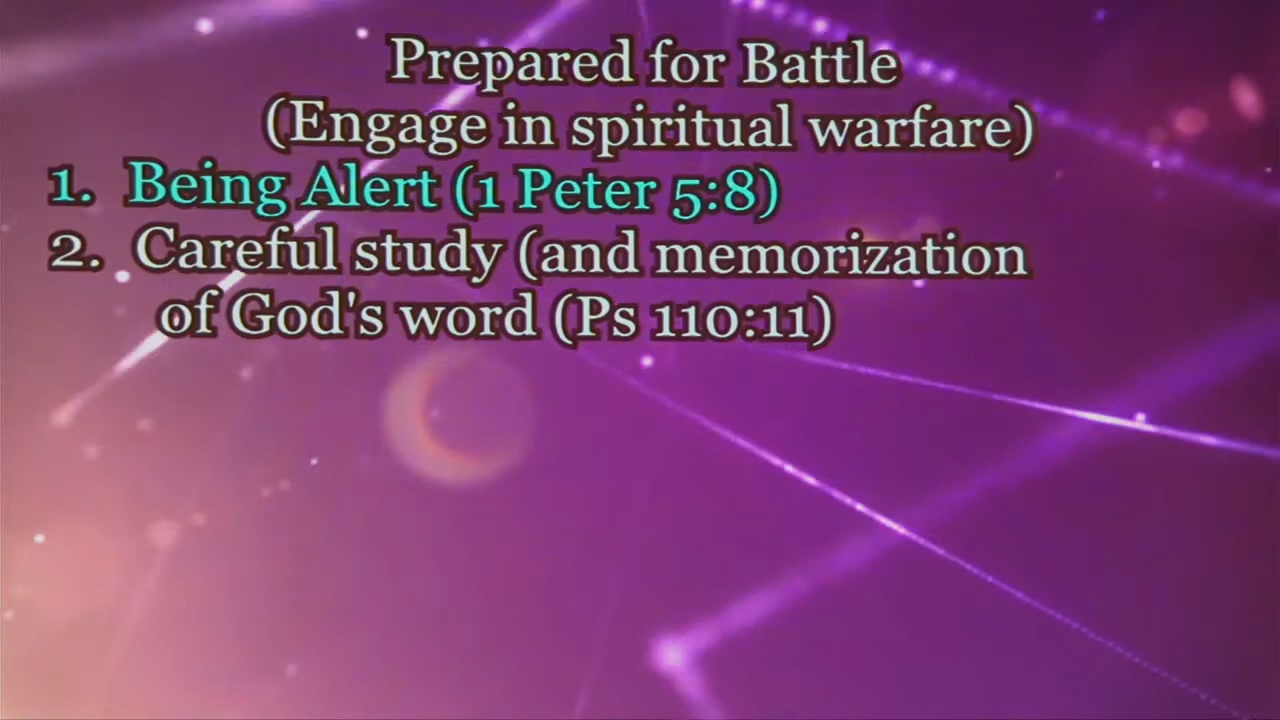 Prepared for Battle
(Engage in spiritual warfare)
1. Being Alert (1 Peter 5:8)
2. Careful study (and memorization
of God's word (Ps 110:11)